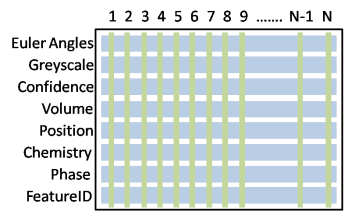 1 2 3 4 5 6 7 8 9 ....... N-1 N
Euler Angles
Greyscale
Confidence
Volume
Position
Chemistry
Phase
FeatureID